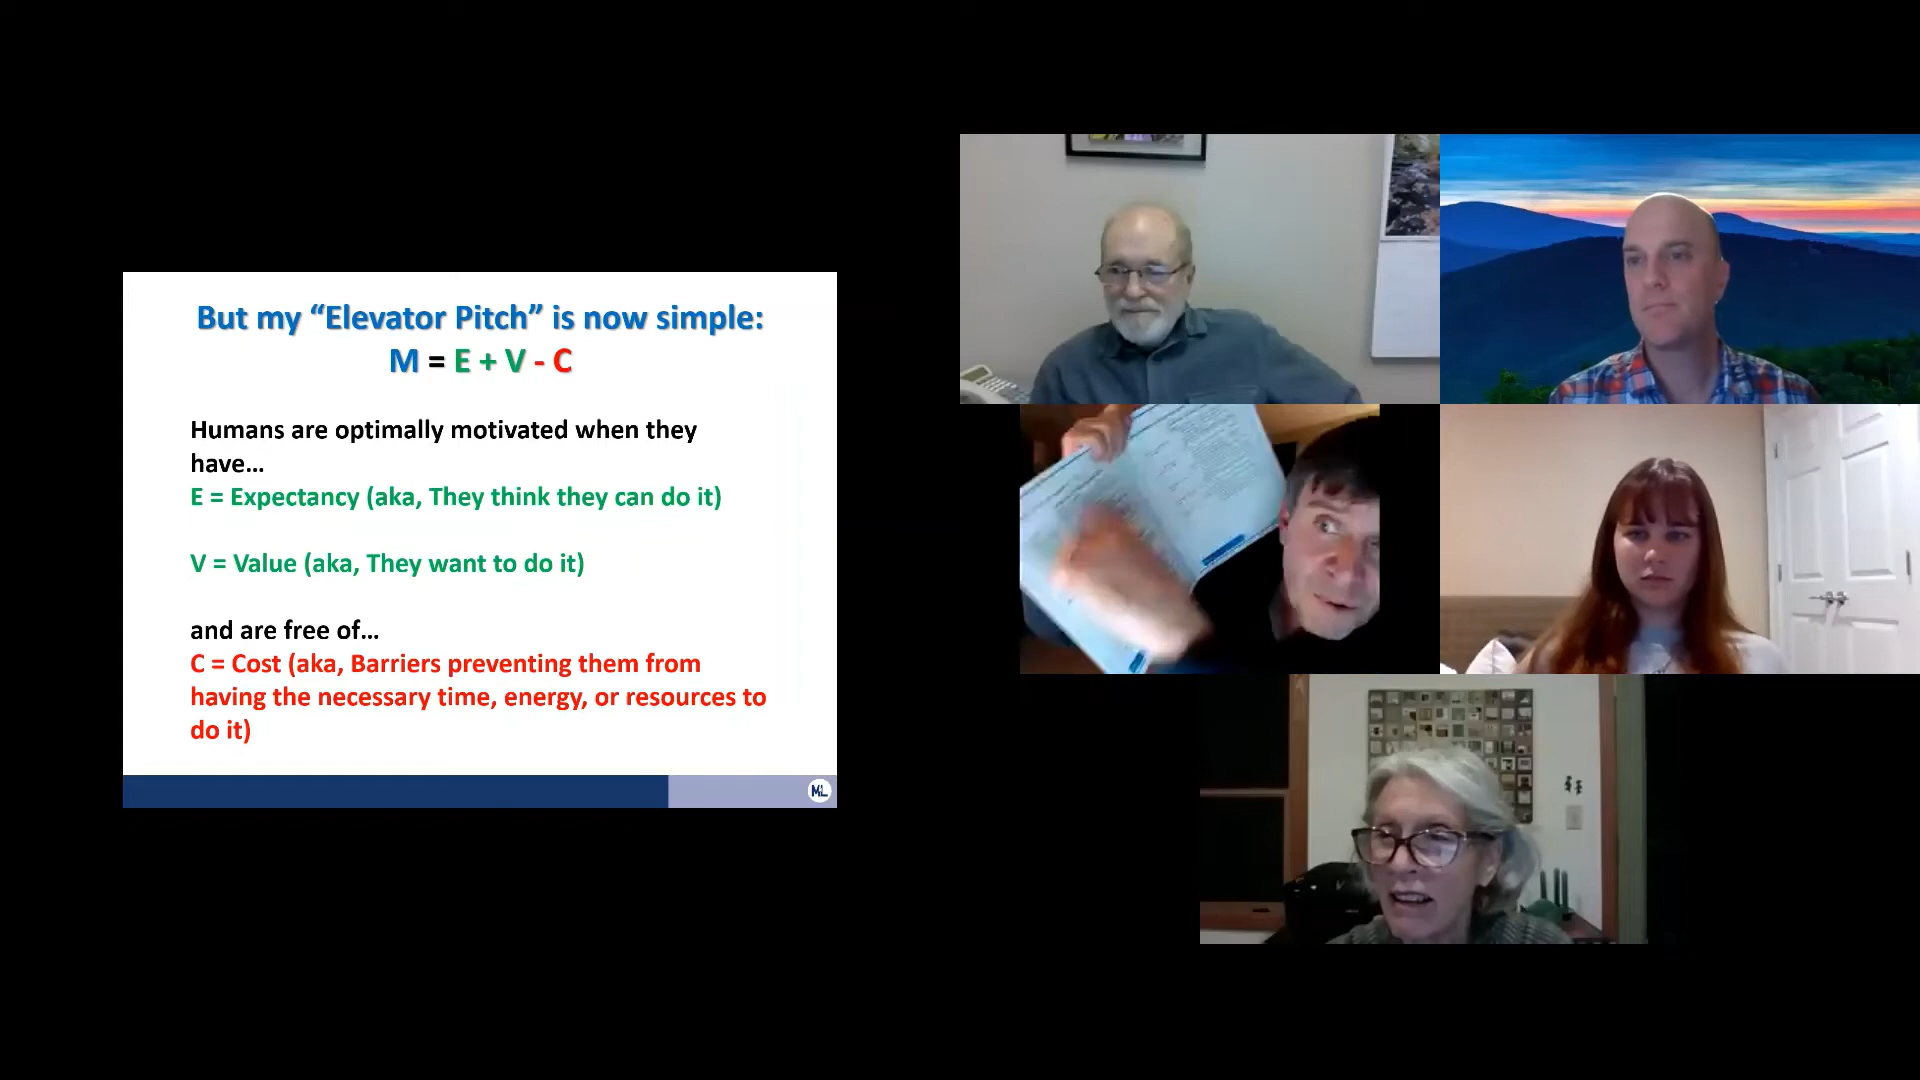 But my “Elevator Pitch” is now simple:
M = E + V - C
Humans are optimally motivated when they
have…
E = Expectancy (aka, They think they can do it)
V = Value (aka, They want to do it)
and are free of…
C = Cost (aka, Barriers preventing them from
having the necessary time, energy, or resources to
do it)
ML